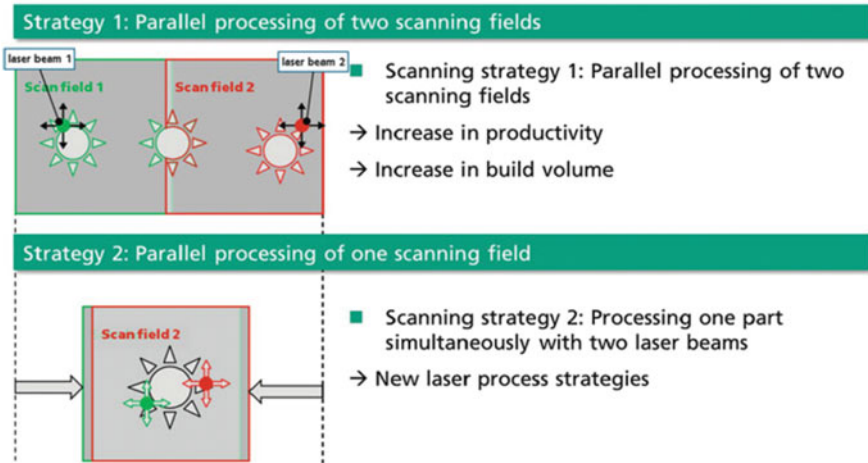 Strategy 1: Parallel processing of two scanning fields
laser beam 1
laser beam 2
Scan field 1
Scan field 2
■ Scanning strategy 1: Parallel processing of two
scanning fields
→ Increase in productivity
→ Increase in build volume
Strategy 2: Parallel processing of one scanning field
Scan field 2
■ Scanning strategy 2: Processing one part
simultaneously with two laser beams
→ New laser process strategies